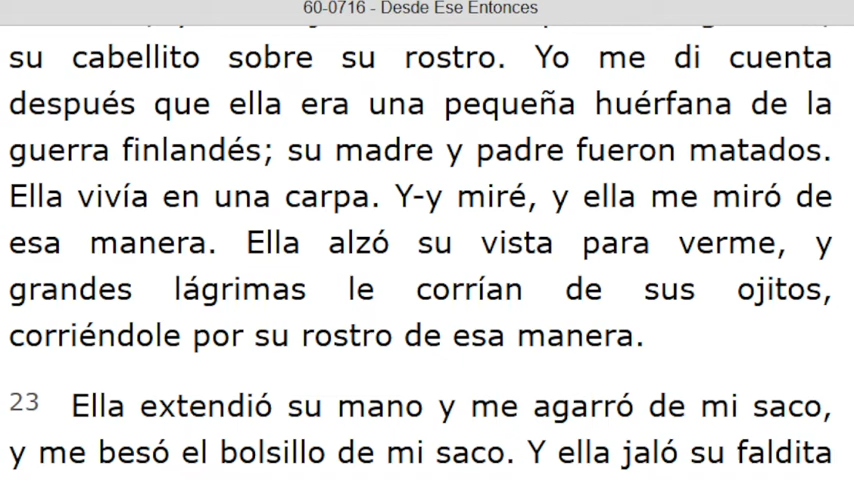 60-0716 - Desde Ese Entonces
su cabellito sobre su rostro. Yo me di cuenta
después que ella era una pequeña huérfana de la
guerra finlandés; su madre y padre fueron matados.
Ella vivía en una carpa. Y-y miré, y ella me miró de
esa manera. Ella alzó su vista para verme, y
grandes lágrimas le corrían de sus ojitos,
corriéndole por su rostro de esa manera.
23 Ella extendió su mano y me agarró de mi saco,
y me besó el bolsillo de mi saco. Y ella jaló su faldita